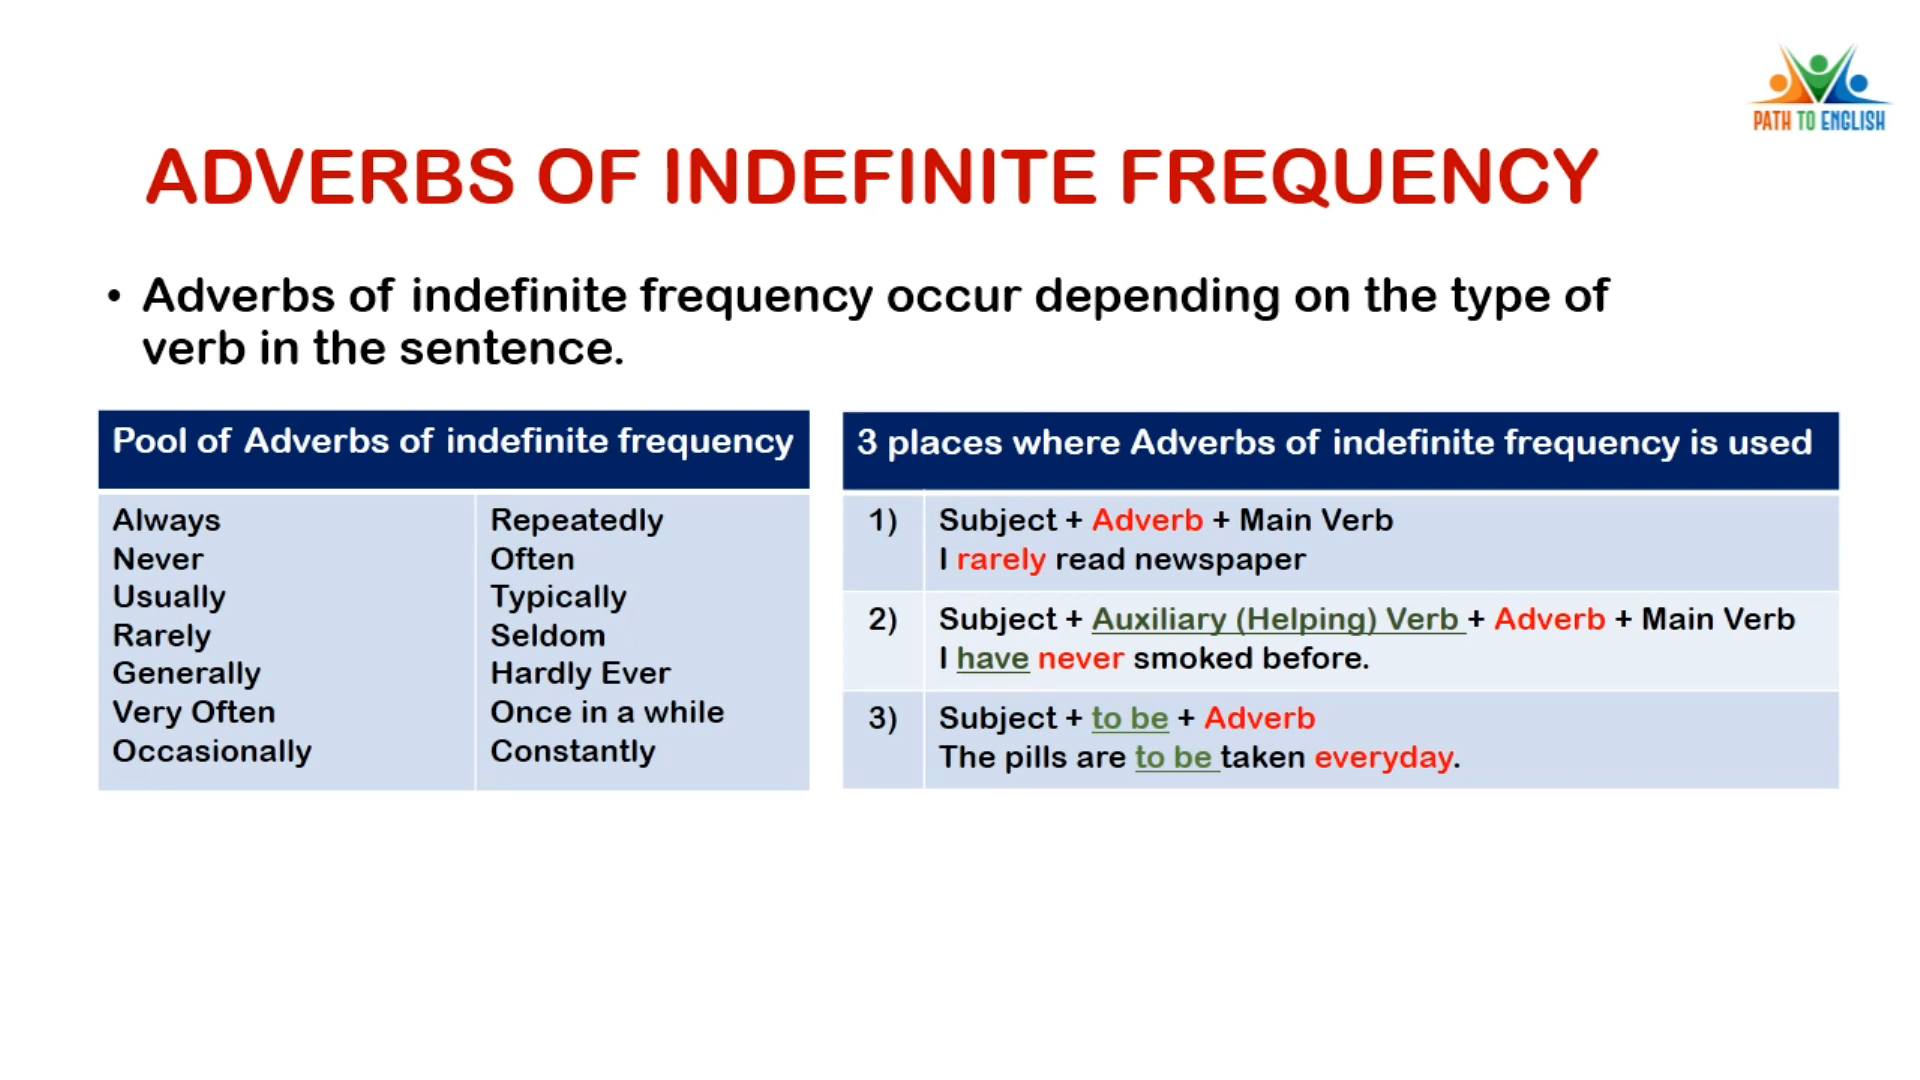 PATH TO ENGLISH
ADVERBS OF INDEFINITE FREQUENCY
• Adverbs of indefinite frequency occur depending on the type of
verb in the sentence.
Pool of Adverbs of indefinite frequency
Always
Never
Usually
Rarely
Generally
Very Often
Occasionally
Repeatedly
Often
Typically
Seldom
Hardly Ever
Once in a while
Constantly
3 places where Adverbs of indefinite frequency is used
1) Subject + Adverb + Main Verb
I rarely read newspaper
2) Subject + Auxiliary (Helping) Verb + Adverb + Main Verb
I have never smoked before.
3) Subject + to be + Adverb
The pills are to be taken everyday.